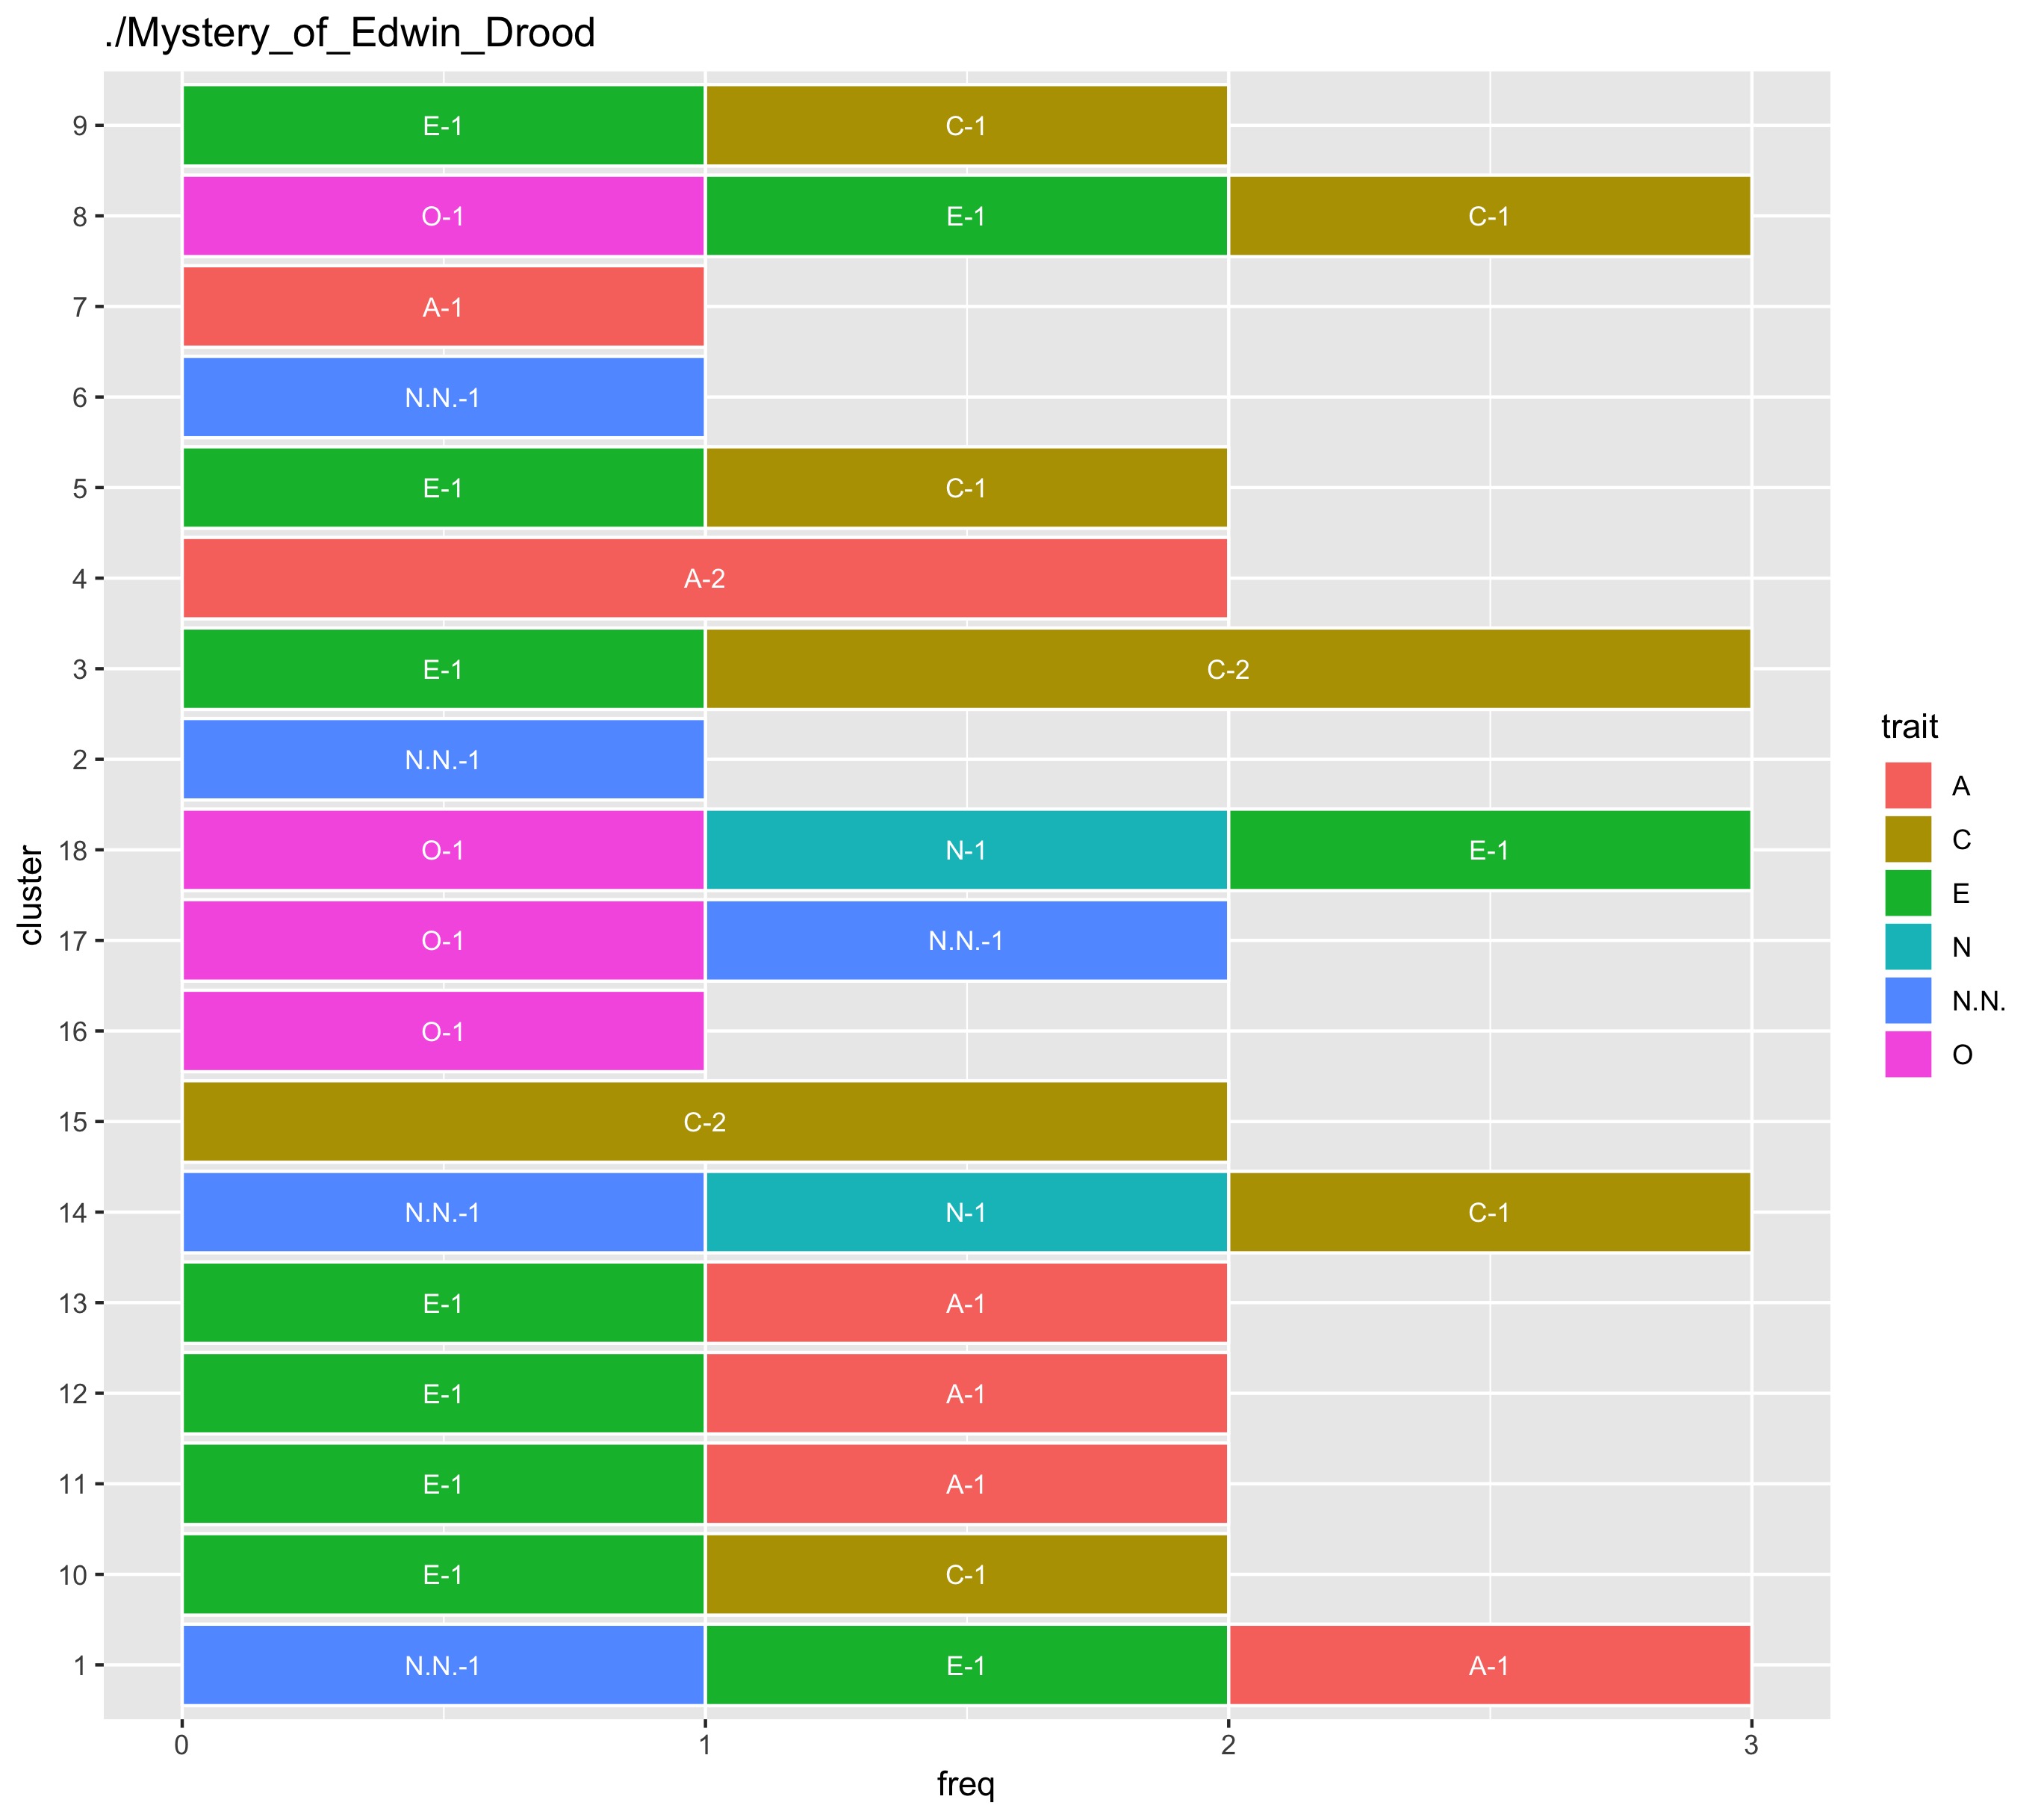 ./Mystery_of_Edwin_Drood
9 E-1 C-1
8 O-1 E-1 C-1
7 A-1
6 N.N.-1
5 E-1 C-1
4 A-2
3 E-1 C-2
2 N.N.-1
18 O-1 N-1 E-1
17 O-1 N.N.-1
16 O-1
15 C-2
14 N.N.-1 N-1 C-1
13 E-1 A-1
12 E-1 A-1
11 E-1 A-1
10 E-1 C-1
1 N.N.-1 E-1 A-1
0 1 2 3
freq
cluster
trait
A
C
E
N
N.N.
O